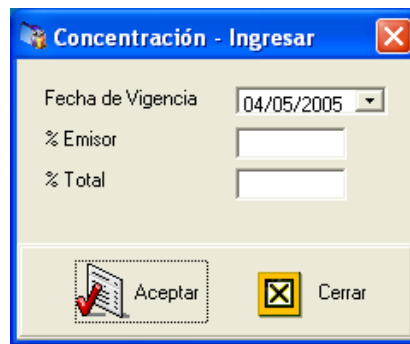 Concentración - Ingresar
Fecha de Vigencia 04/05/2005
% Emisor
% Total
Aceptar Cerrar